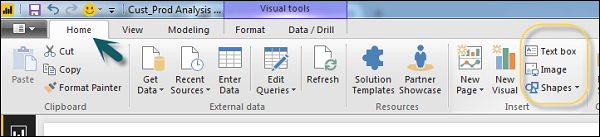 Cust_Prod Analysis
Visual tools
Home View Modeling Format Data / Drill
Paste
Cut
Copy
Format Painter
Clipboard
Get Data
Recent Sources
Enter Data
Edit Queries
Refresh
External data
Solution Templates
Partner Showcase
Resources
New Page
New Visual
Text box
Image
Shapes
Insert